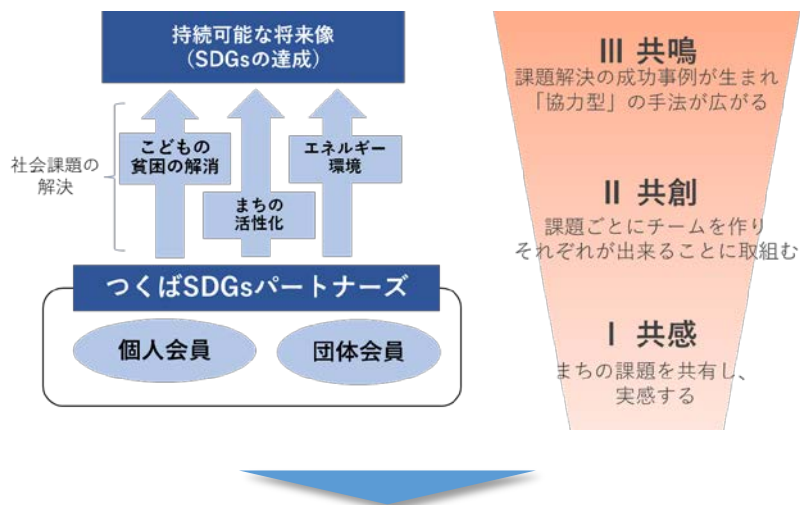 持続可能な将来像
（SDGsの達成）
社会課題の
解決
こどもの
貧困の解消
まちの
活性化
エネルギー
環境
つくばSDGsパートナーズ
個人会員
団体会員
Ⅲ 共鳴
課題解決の成功事例が生まれ
「協力型」の手法が広がる
Ⅱ 共創
課題ごとにチームを作り
それぞれが出来ることに取組む
Ⅰ 共感
まちの課題を共有し、
実感する